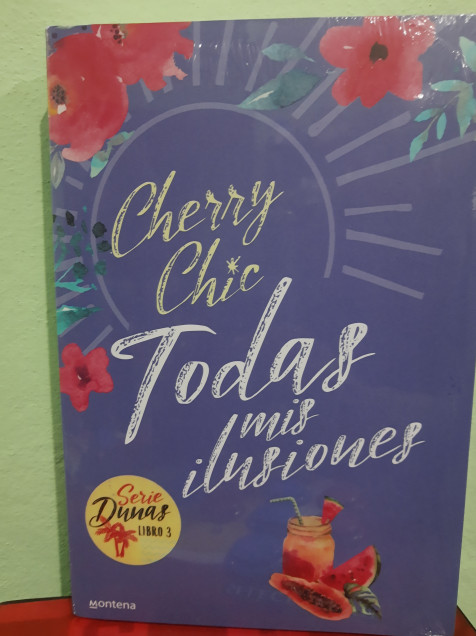 Cherry
Chic
Todas
mis
ilusiones
Serie
Dunas
LIBRO 3
Montena